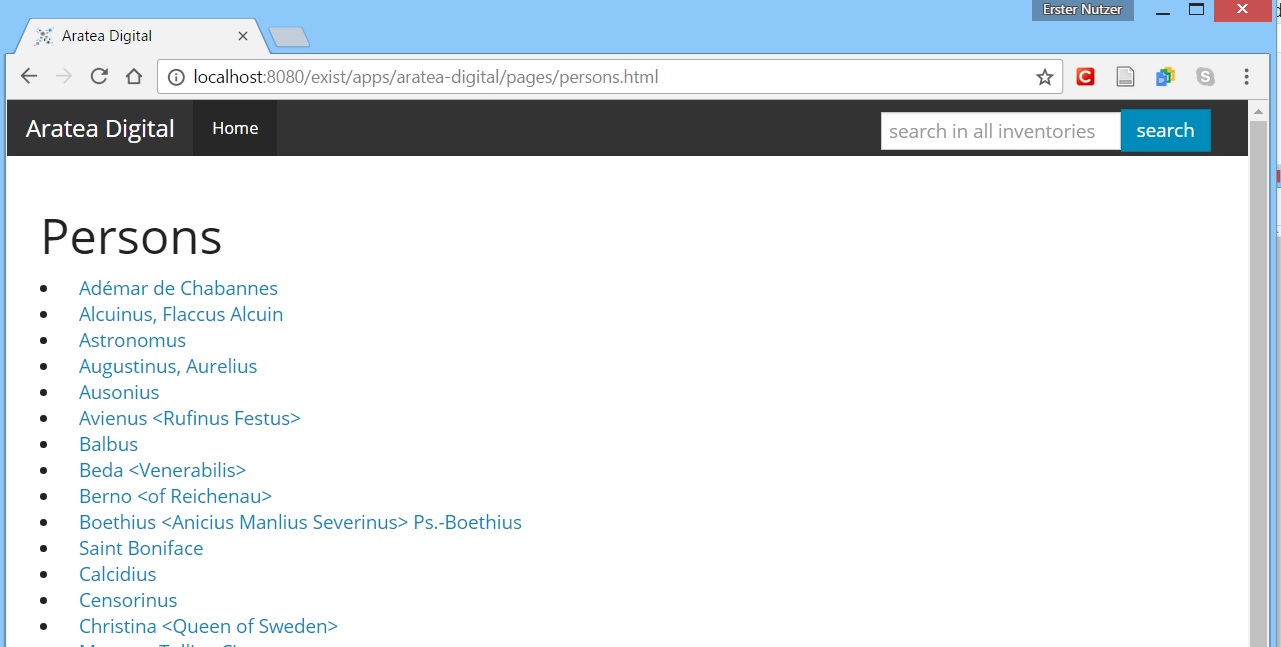 Erster Nutzer
Aratea Digital
localhost:8080/exist/apps/aratea-digital/pages/persons.html
Aratea Digital Home search in all inventories search
Persons
Adémar de Chabannes
Alcuinus, Flaccus Alcuin
Astronomus
Augustinus, Aurelius
Ausonius
Avienus <Rufinus Festus>
Balbus
Beda <Venerabilis>
Berno <of Reichenau>
Boethius <Anicius Manlius Severinus> Ps.-Boethius
Saint Boniface
Calcidius
Censorinus
Christina <Queen of Sweden>